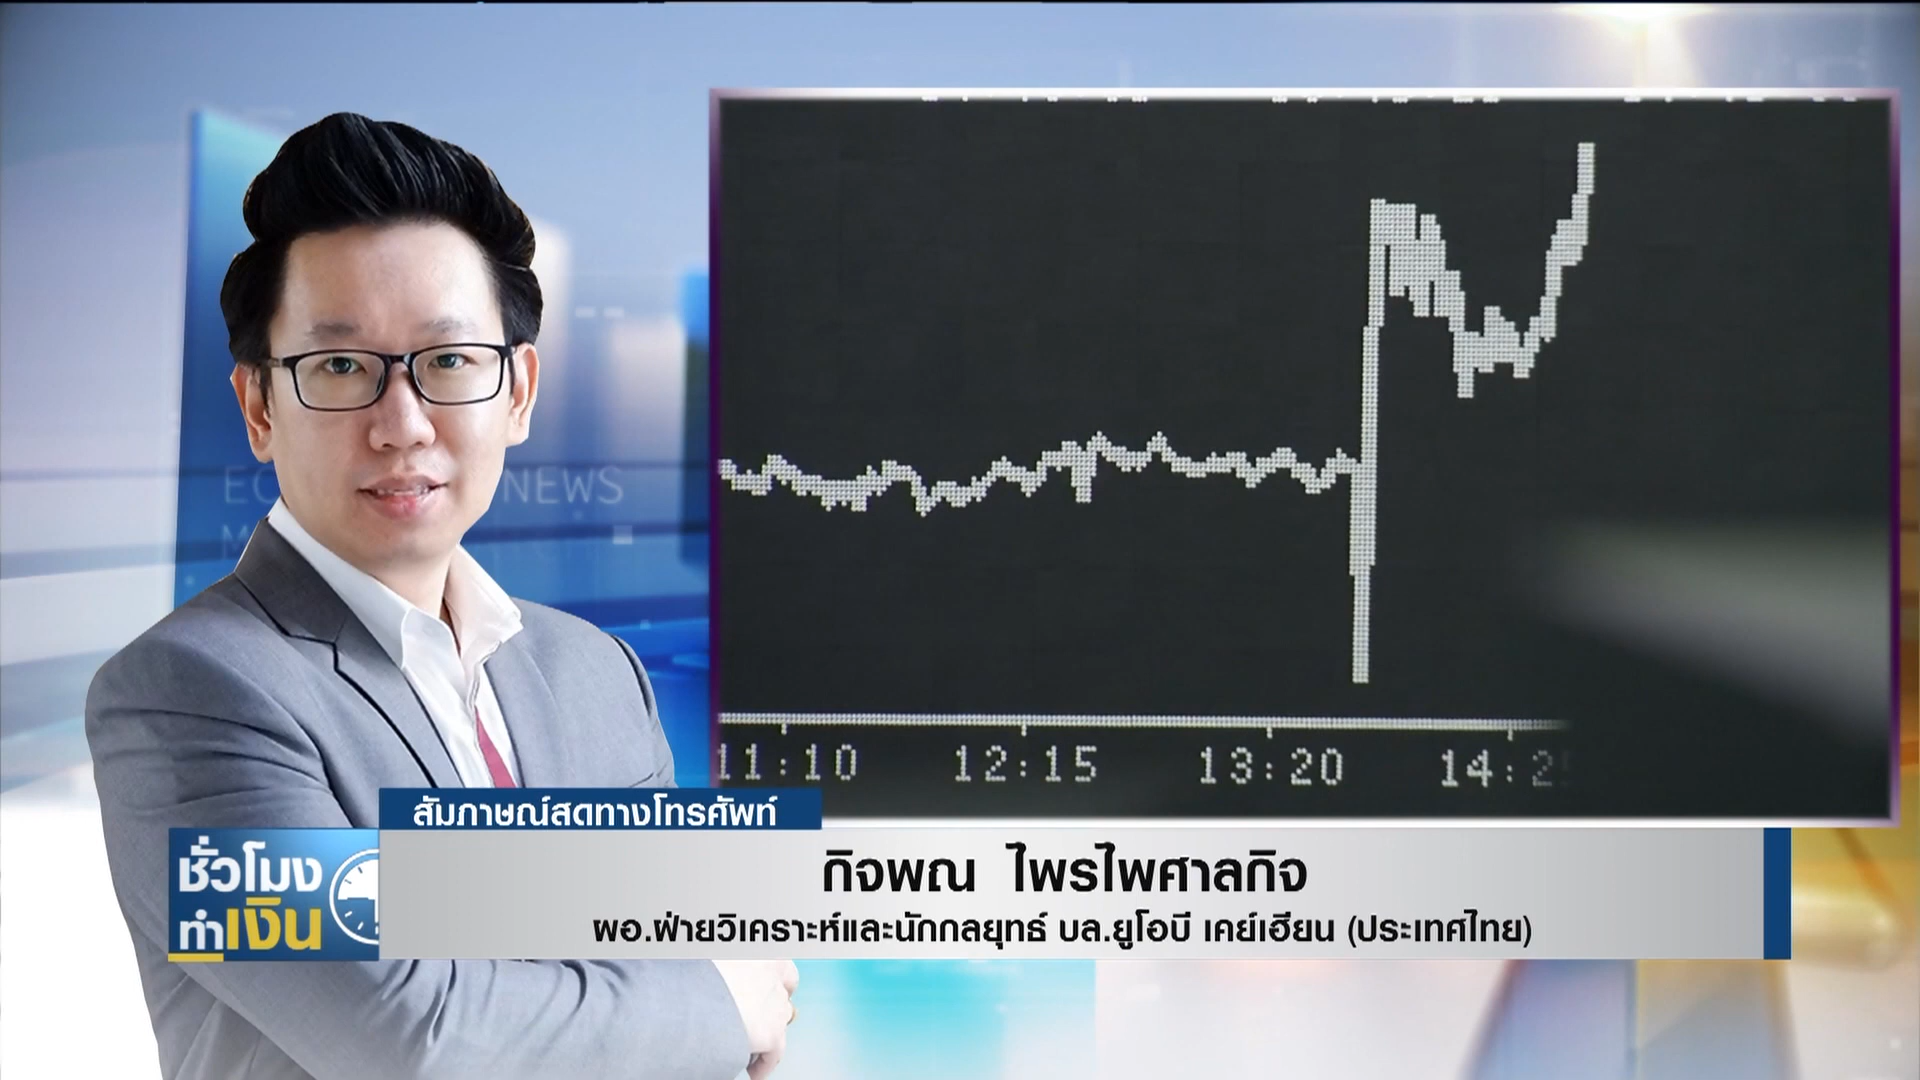 NEWS
11:10 12:15 13:20
สัมภาษณ์สดทางโทรศัพท์
ชั่วโมง
ทำเงิน
กิจพณ ไพรไพศาลกิจ
ผอ.ฝ่ายวิเคราะห์และนักกลยุทธ์ บล.ยูโอบี เคย์เฮียน (ประเทศไทย)